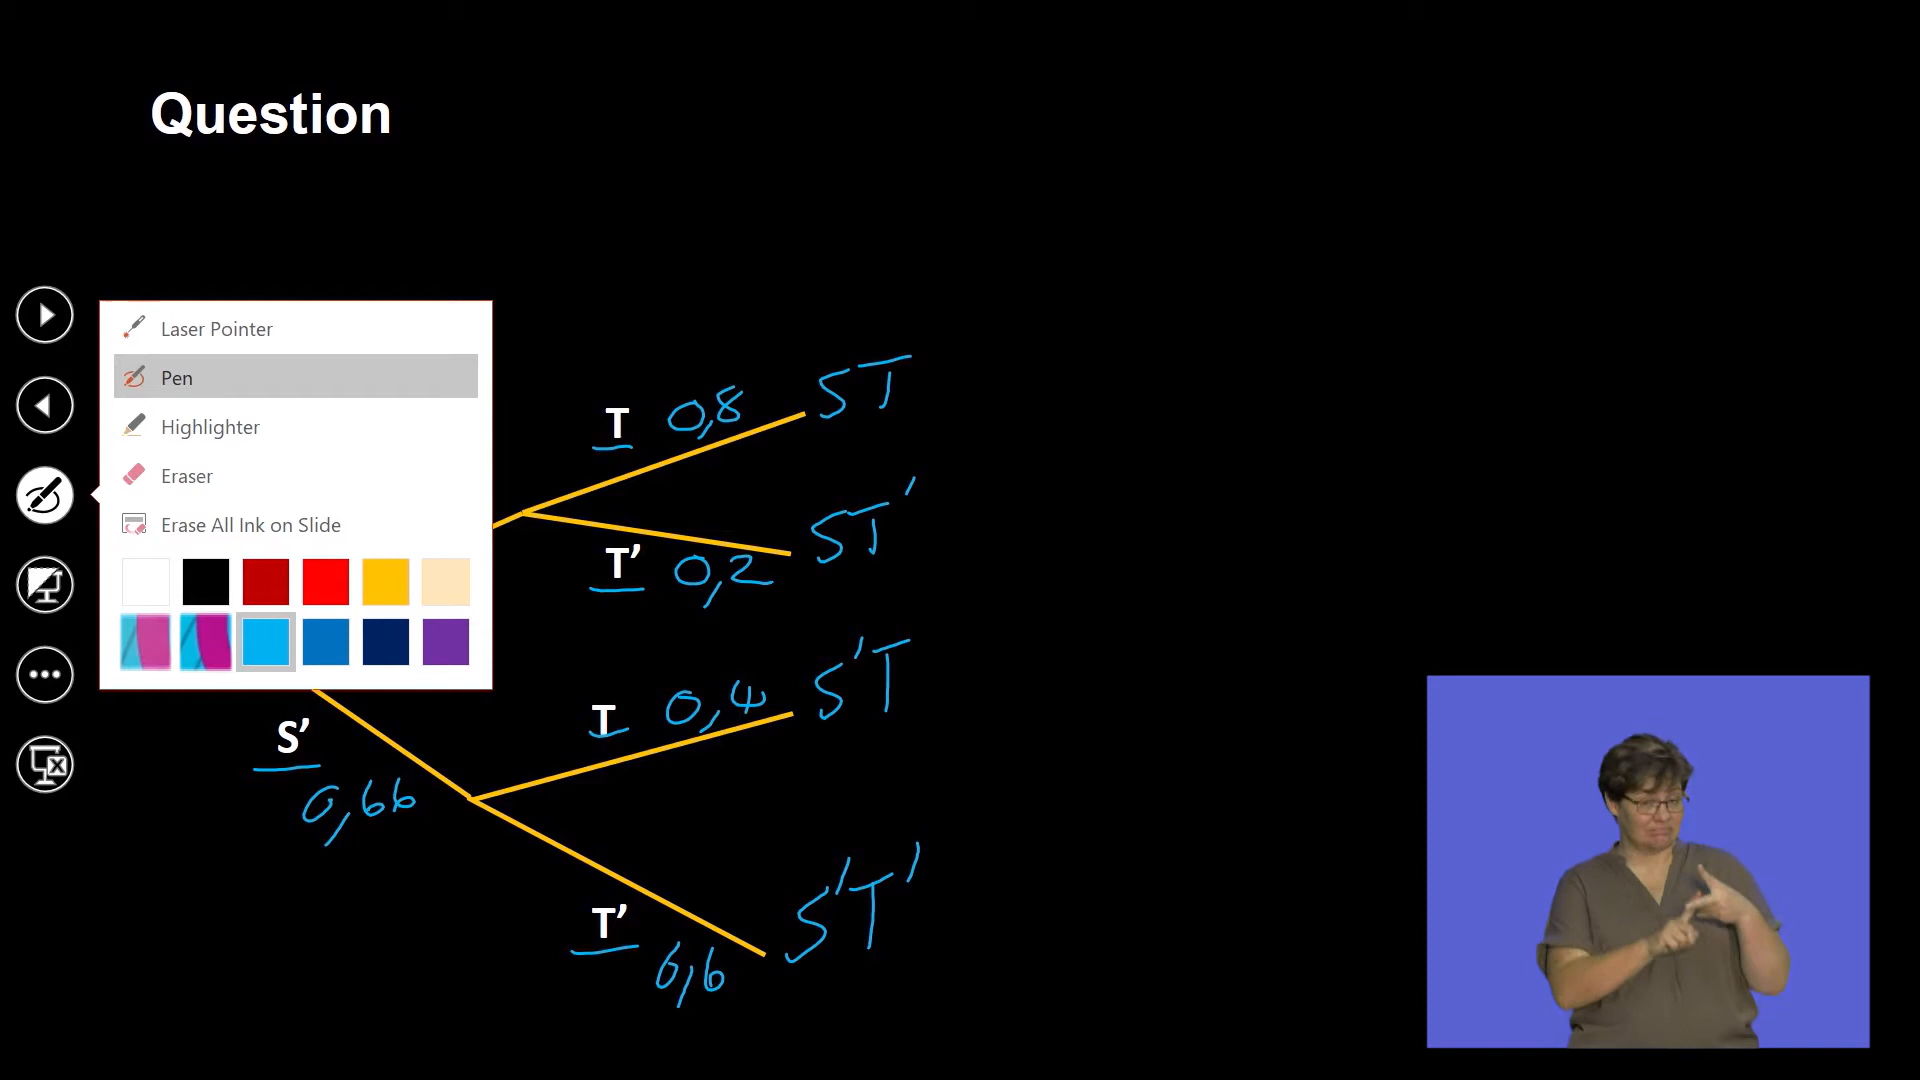 Question
Laser Pointer
Pen
Highlighter
Eraser
Erase All Ink on Slide
T 0,8 ST
T' 0,2 ST'
S'
0,66
T 0,4 S'T
T' 0,6 S'T'